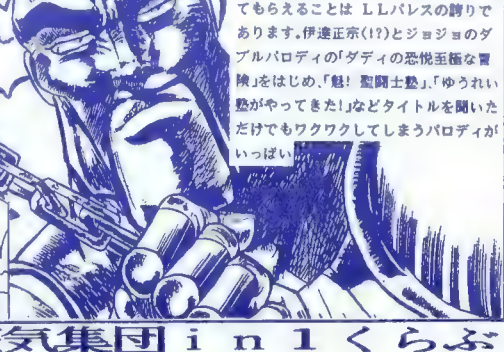 てもらえることは LLパレスの誇りで
あります。伊達正宗(!?)とジョジョのダ
ブルパロディの「ダディの恐悦至極な冒
険」をはじめ、「魁! 聖闘士塾」、「ゆうれい
塾がやってきた!」などタイトルを聞いた
だけでもワクワクしてしまうパロディが
いっぱい
気集団in1くらぶ